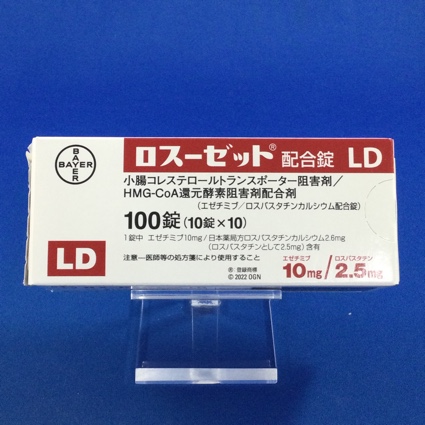 BAYER
BAYER
ロスーゼット® 配合錠 LD
小腸コレステロールトランスポーター阻害剤/
HMG-CoA還元酵素阻害剤配合剤
(エゼチミブ/ロスバスタチンカルシウム配合錠)
100錠(10錠×10)
1錠中 エゼチミブ10mg/日本薬局方ロスバスタチンカルシウム2.6mg
(ロスバスタチンとして2.5mg)含有
LD
注意-医師等の処方箋により使用すること
エゼチミブ ロスバスタチン
10mg/2.5mg
®:登録商標
©2022 OGN